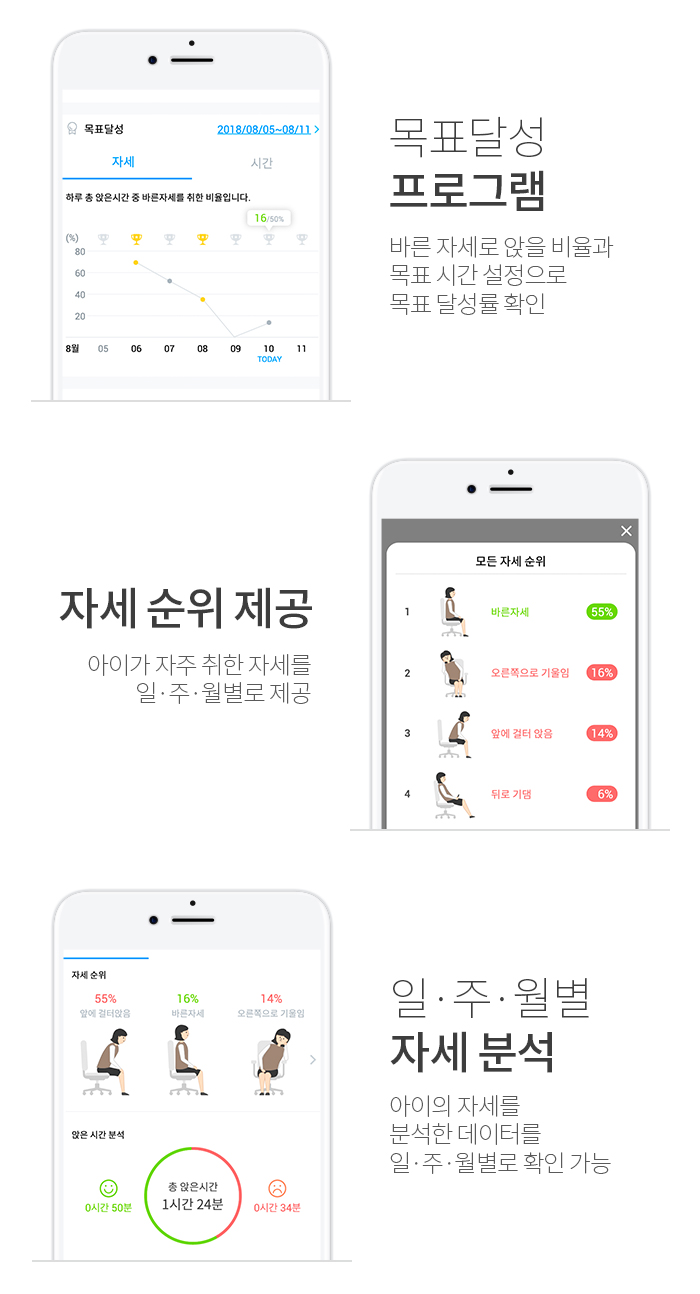 목표달성
2018/08/05~08/11 >
자세
시간
하루 총 앉은시간 중 바른자세를 취한 비율입니다.
16/50%
(%)
80
60
40
20
8월 05 06 07 08 09 10 11
TODAY
목표달성
프로그램
바른 자세로 앉을 비율과
목표 시간 설정으로
목표 달성률 확인
자세 순위 제공
아이가 자주 취한 자세를
일·주·월별로 제공
모든 자세 순위
1 바른자세 55%
2 오른쪽으로 기울임 16%
3 앞에 걸터 앉음 14%
4 뒤로 기댐 6%
자세 순위
55% 16% 14%
앞에 걸터앉음 바른자세 오른쪽으로 기울임
앉은 시간 분석
총 앉은시간
1시간 24분
0시간 50분
0시간 34분
일·주·월별
자세 분석
아이의 자세를
분석한 데이터를
일·주·월별로 확인 가능